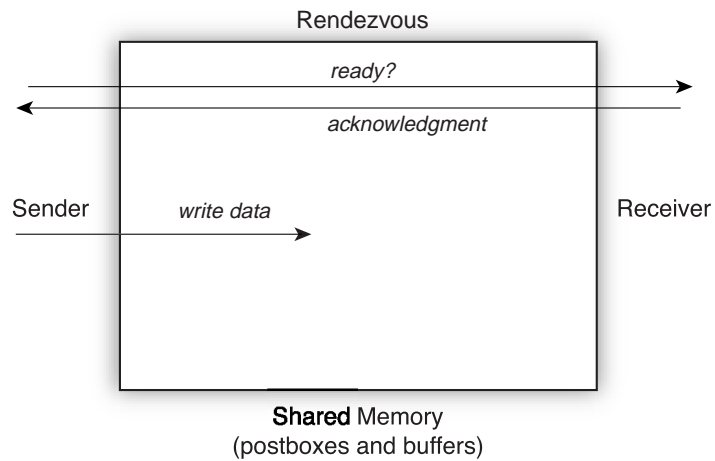 Rendezvous
ready?
acknowledgment
Sender
write data
Receiver
Shared Memory
(postboxes and buffers)